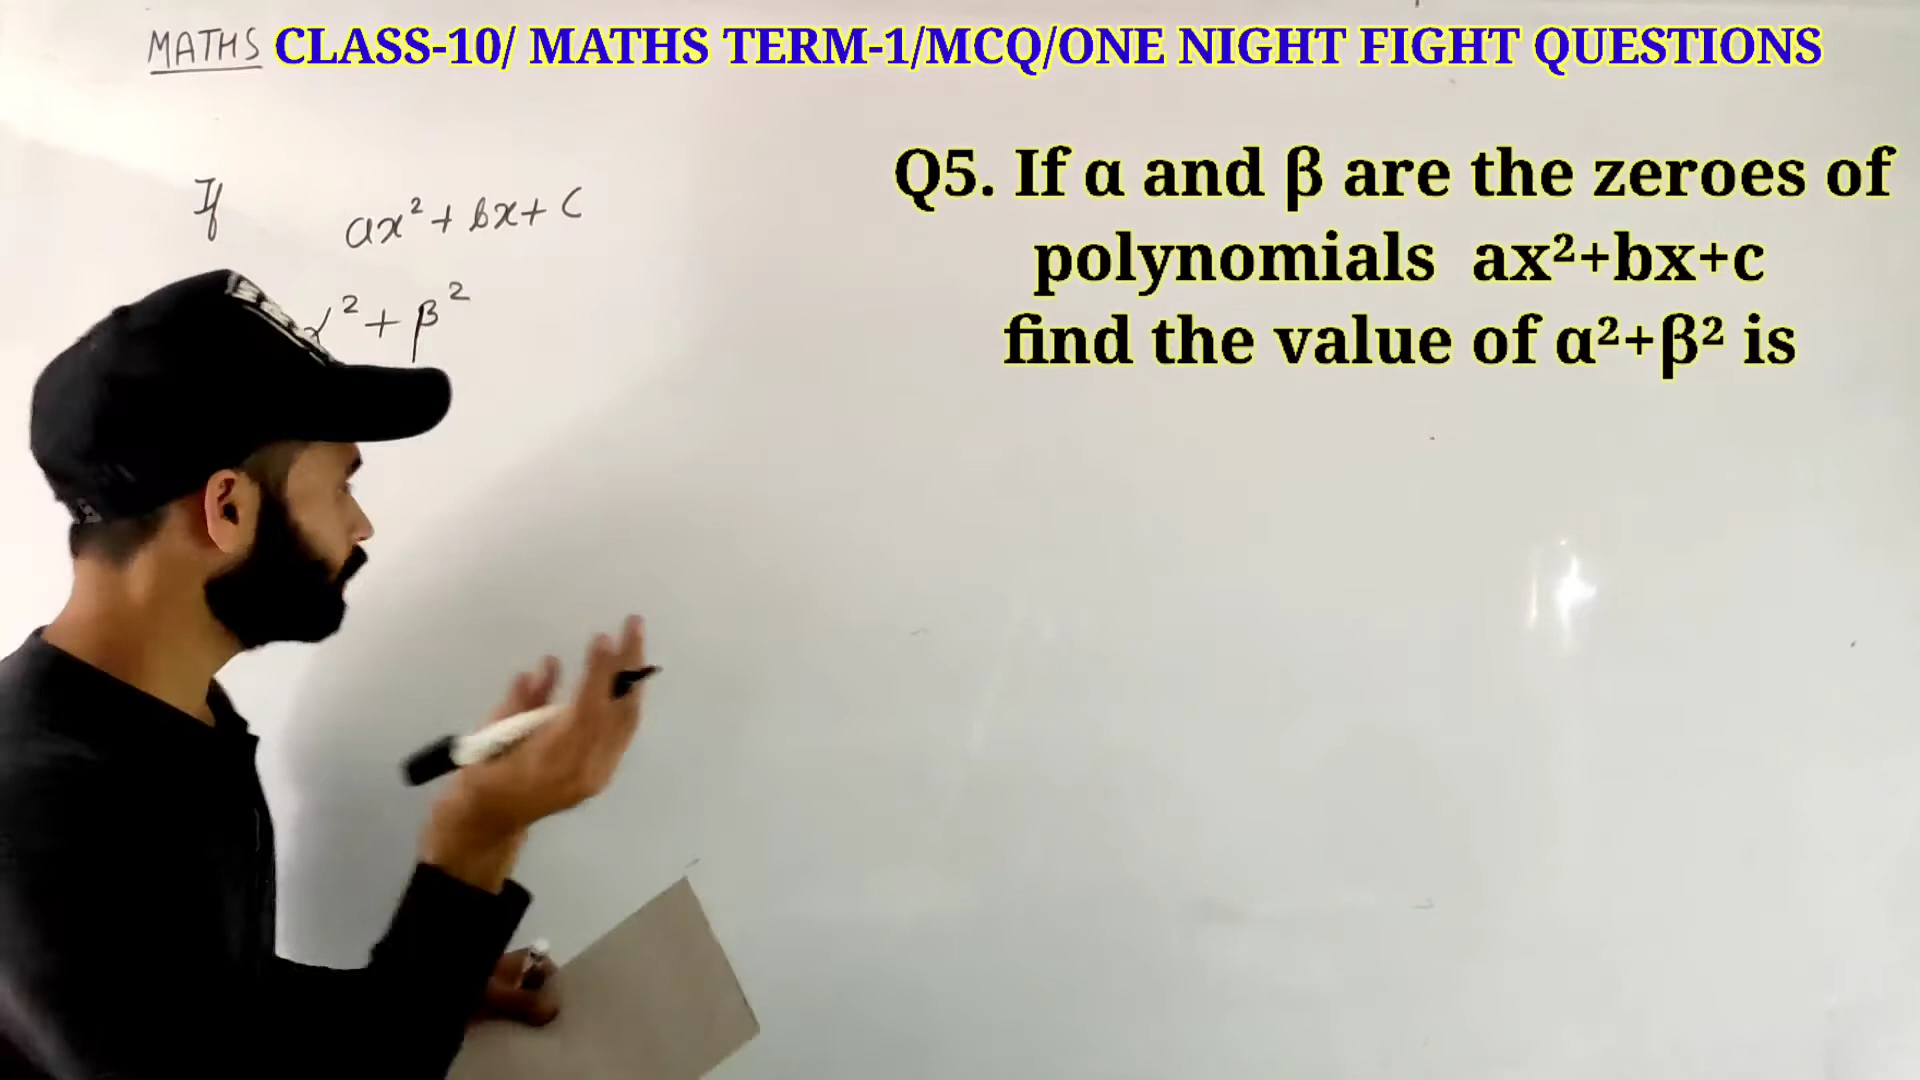 MATHS CLASS-10/ MATHS TERM-1/MCQ/ONE NIGHT FIGHT QUESTIONS
If ax²+bx+c
α²+β²
Q5. If α and β are the zeroes of
polynomials ax²+bx+c
find the value of α²+β² is